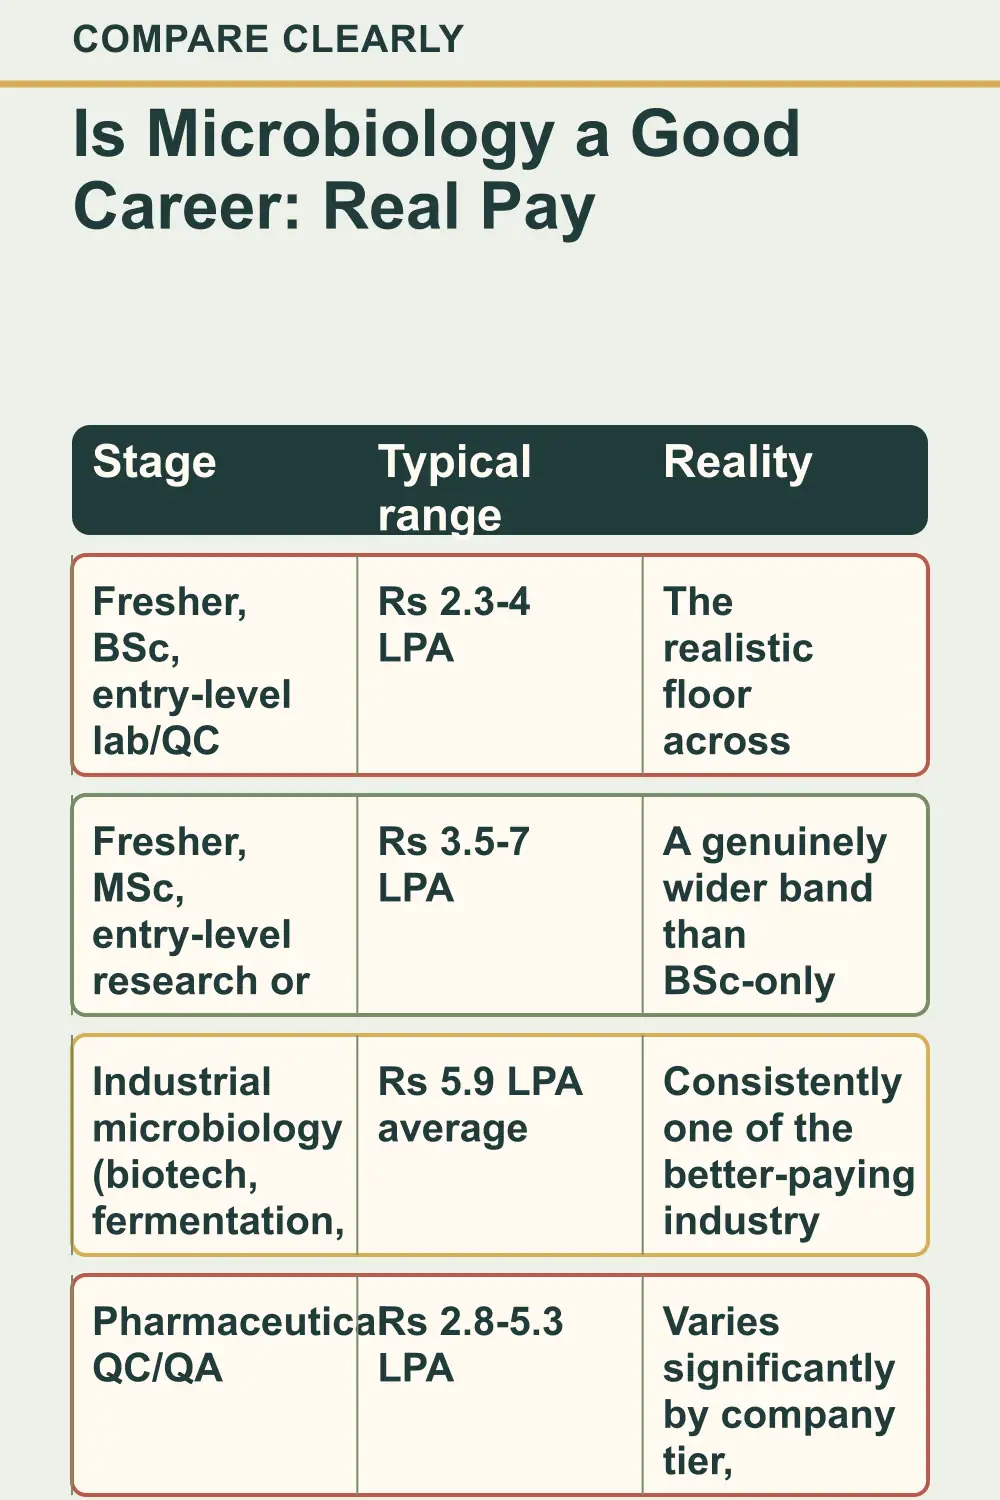 COMPARE CLEARLY
Is Microbiology a Good
Career: Real Pay
Stage
Typical
range
Reality
Fresher,
BSc,
entry-level
lab/QC
Rs 2.3-4
LPA
The
realistic
floor
across
Fresher,
MSc,
entry-level
research or
Rs 3.5-7
LPA
A genuinely
wider band
than
BSc-only
Industrial
microbiology
(biotech,
fermentation,
Rs 5.9 LPA
average
Consistently
one of the
better-paying
industry
Pharmaceutica
QC/QA
Rs 2.8-5.3
LPA
Varies
significantly
by company
tier,